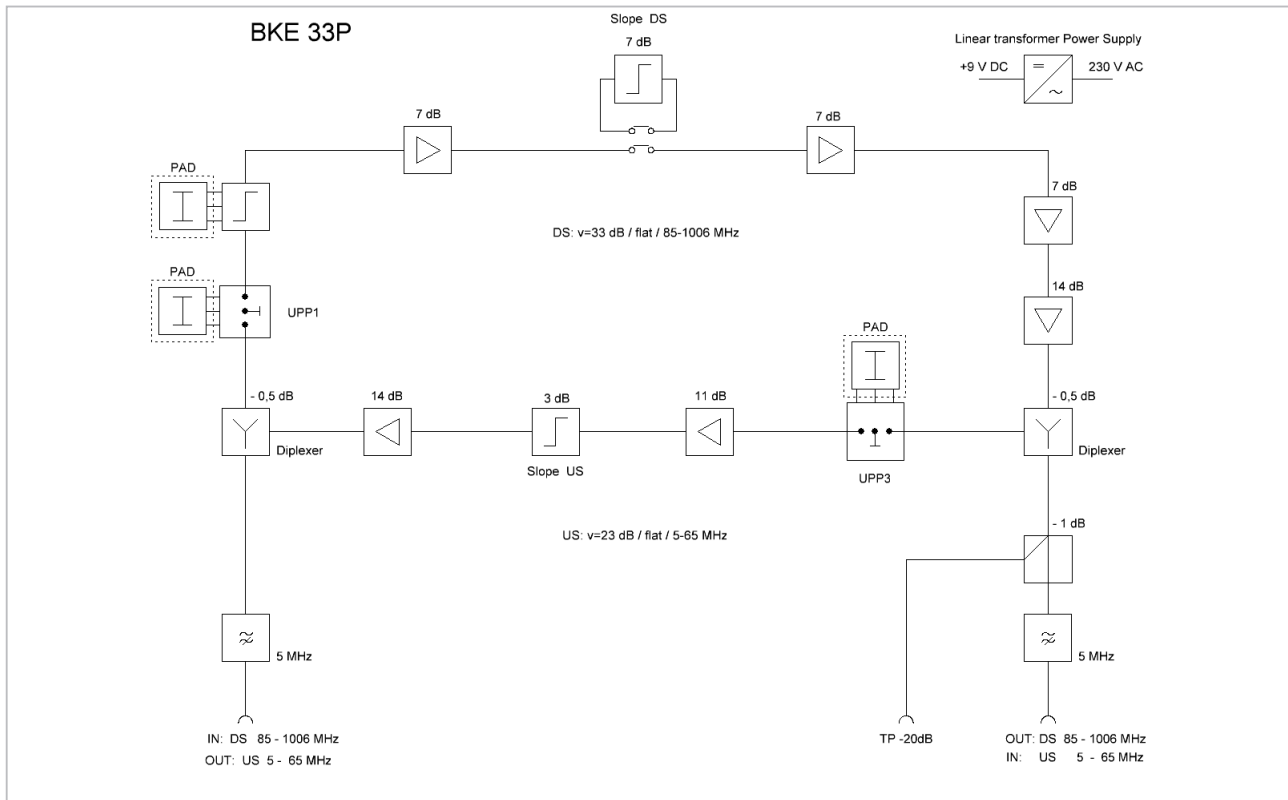 BKE 33P
Slope DS
7 dB
Linear transformer Power Supply
+9 V DC
230 V AC
7 dB
7 dB
PAD
7 dB
DS: v=33 dB / flat / 85-1006 MHz
PAD
UPP1
14 dB
PAD
- 0,5 dB
14 dB
3 dB
11 dB
- 0,5 dB
Diplexer
Slope US
UPP3
Diplexer
- 1 dB
US: v=23 dB / flat / 5-65 MHz
5 MHz
5 MHz
IN: DS 85 - 1006 MHz
OUT: US 5 - 65 MHz
TP -20dB
OUT: DS 85 - 1006 MHz
IN: US 5 - 65 MHz